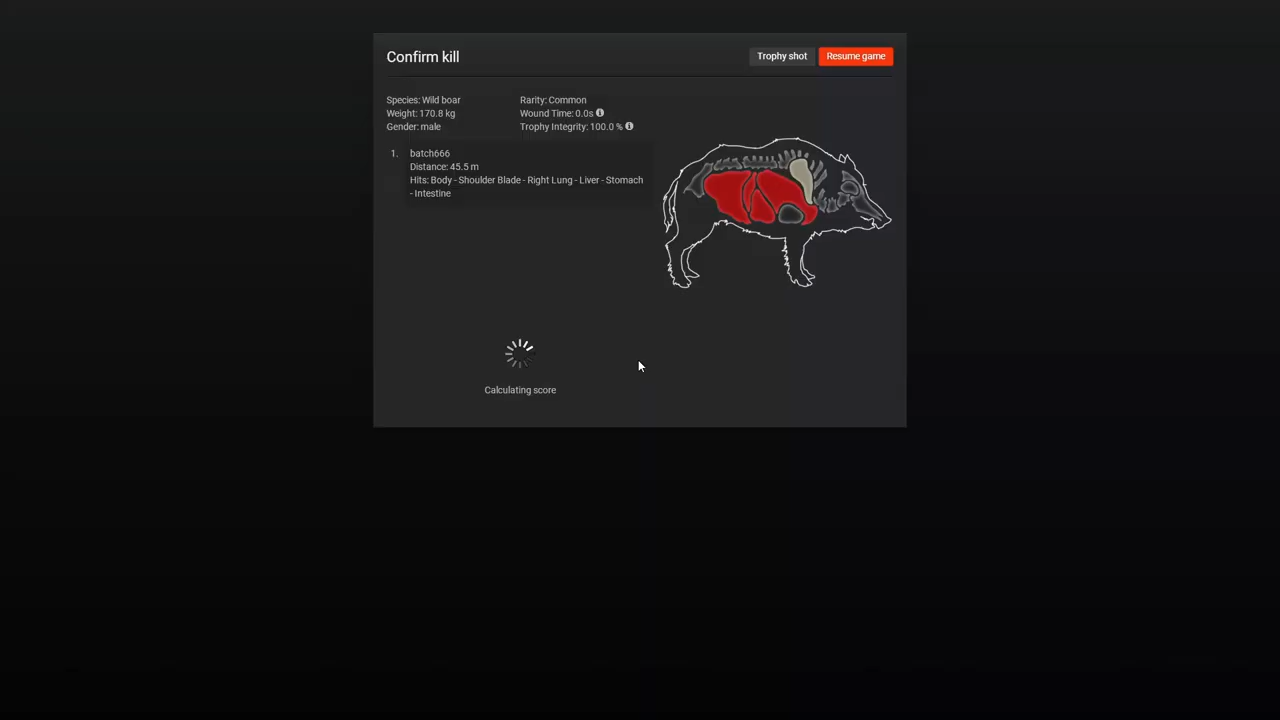 Confirm kill
Trophy shot
Resume game
Species: Wild boar
Weight: 170.8 kg
Gender: male
Rarity: Common
Wound Time: 0.0s
Trophy Integrity: 100.0 %
1. batch666
Distance: 45.5 m
Hits: Body - Shoulder Blade - Right Lung - Liver - Stomach
- Intestine
Calculating score